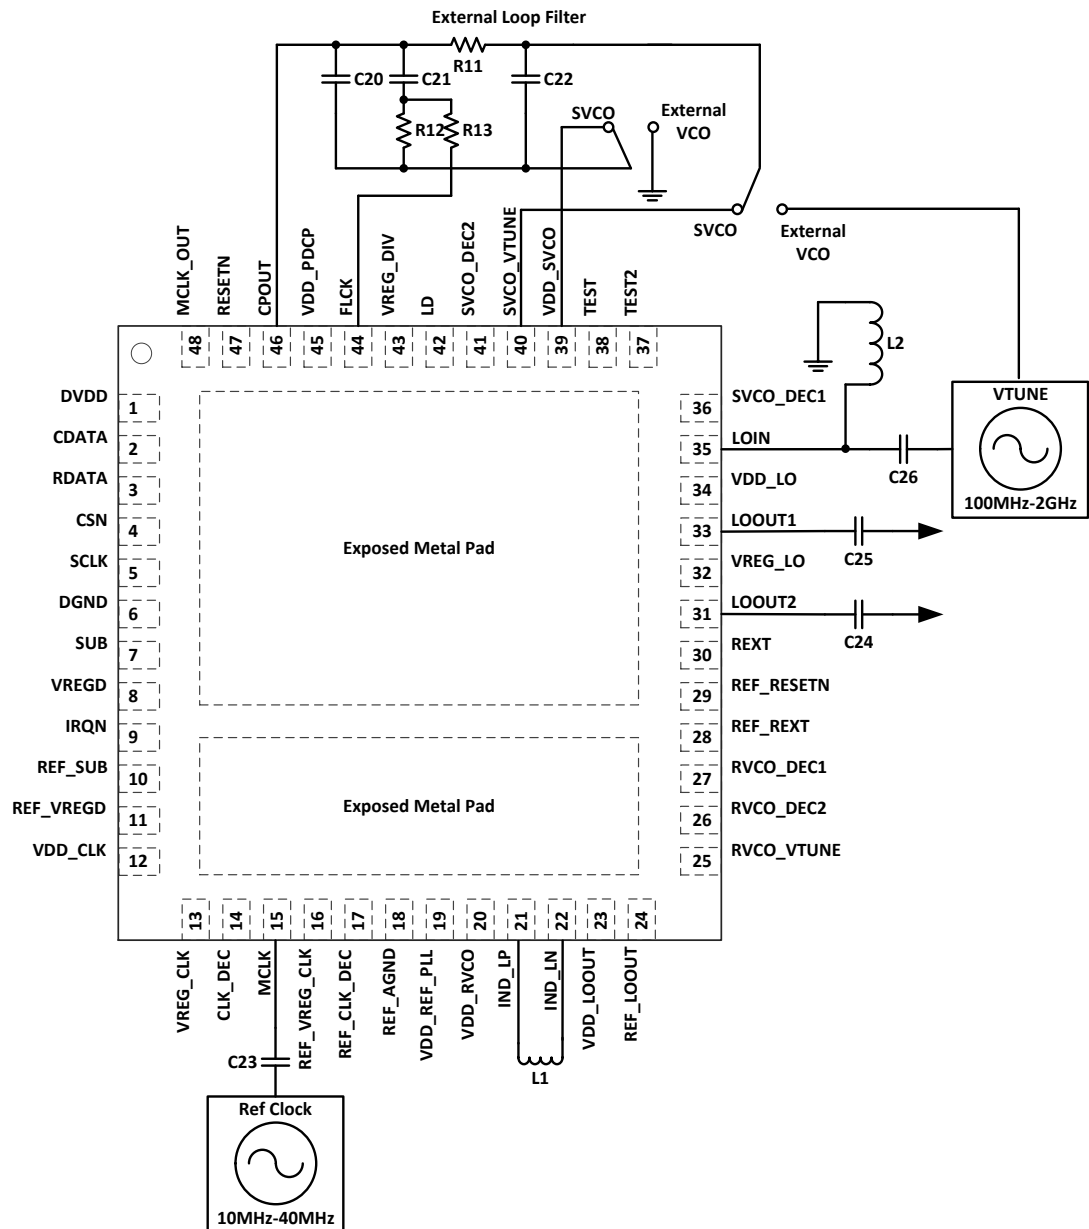 External Loop Filter
R11
C20
C21
C22
R12
R13
SVCO
External
VCO
SVCO
External
VCO
MCLK_OUT
RESETN
CPOUT
VDD_PDCP
FLCK
VREG_DIV
LD
SVCO_DEC2
SVCO_VTUNE
VDD_SVCO
TEST
TEST2
48
47
46
45
44
43
42
41
40
39
38
37
L2
DVDD
1
CDATA
2
RDATA
3
CSN
4
SCLK
5
DGND
6
SUB
7
VREGD
8
IRQN
9
REF_SUB
10
REF_VREGD
11
VDD_CLK
12
Exposed Metal Pad
Exposed Metal Pad
36
SVCO_DEC1
35
LOIN
34
VDD_LO
33
LOOUT1
32
VREG_LO
31
LOOUT2
30
REXT
29
REF_RESETN
28
REF_REXT
27
RVCO_DEC1
26
RVCO_DEC2
25
RVCO_VTUNE
C26
C25
C24
VTUNE
100MHz-2GHz
13
14
15
16
17
18
19
20
21
22
23
24
VREG_CLK
CLK_DEC
MCLK
REF_VREG_CLK
REF_CLK_DEC
REF_AGND
VDD_REF_PLL
VDD_RVCO
IND_LP
IND_LN
VDD_LOOUT
REF_LOOUT
C23
L1
Ref Clock
10MHz-40MHz